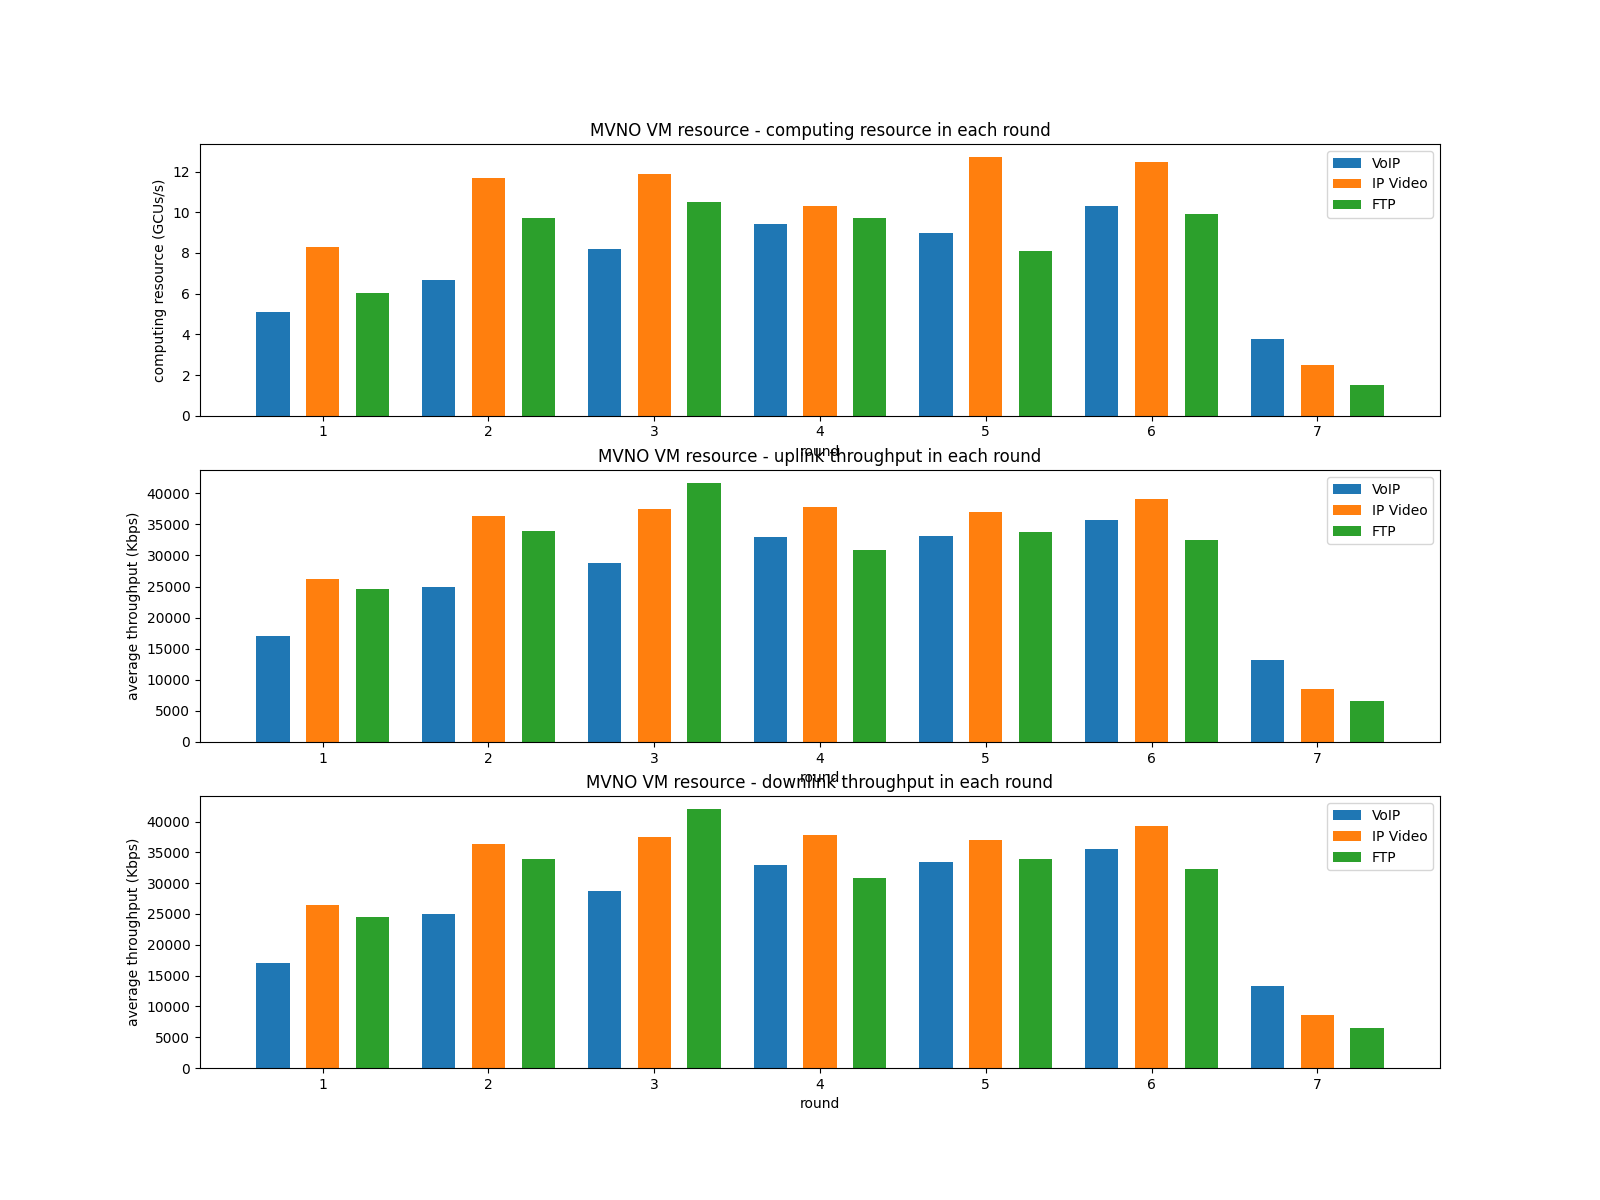 MVNO VM resource - computing resource in each round
computing resource (GCUs/s)
12
10
8
6
4
2
0
VoIP
IP Video
FTP
1 2 3 4 5 6 7
round
MVNO VM resource - uplink throughput in each round
average throughput (Kbps)
40000
35000
30000
25000
20000
15000
10000
5000
0
VoIP
IP Video
FTP
1 2 3 4 5 6 7
round
MVNO VM resource - downlink throughput in each round
average throughput (Kbps)
40000
35000
30000
25000
20000
15000
10000
5000
0
VoIP
IP Video
FTP
1 2 3 4 5 6 7
round